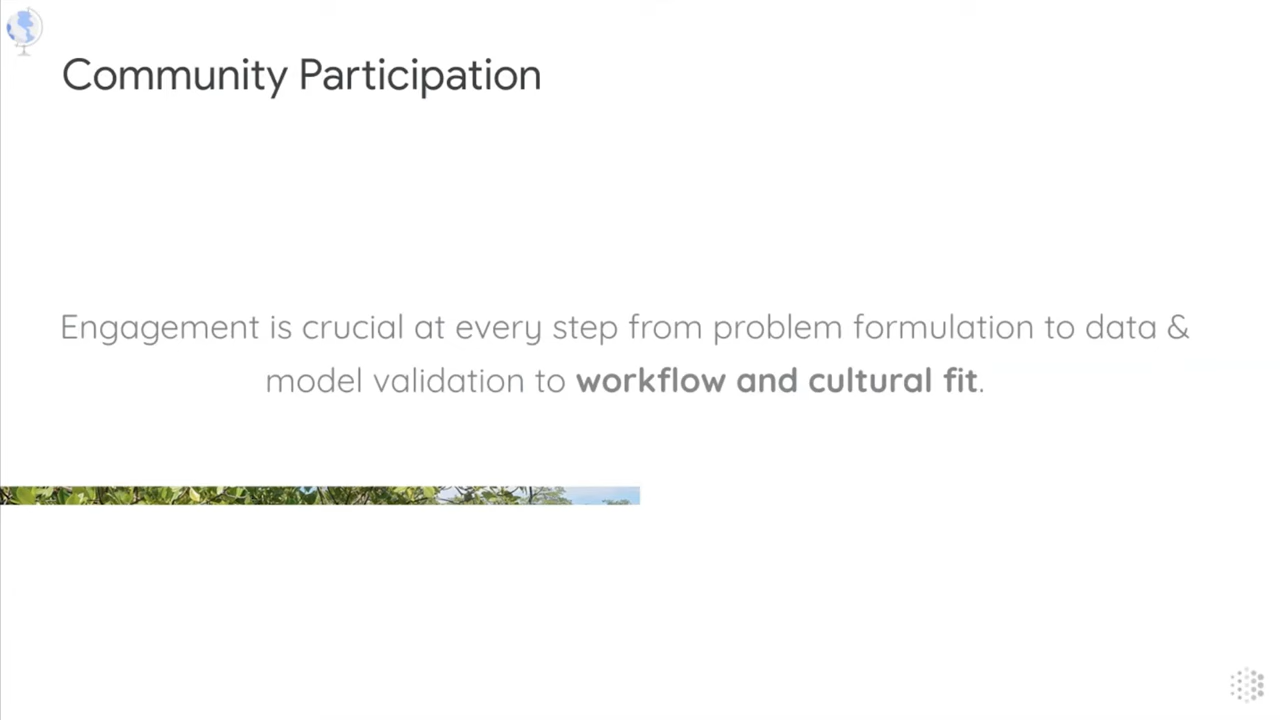 Community Participation
Engagement is crucial at every step from problem formulation to data &
model validation to workflow and cultural fit.